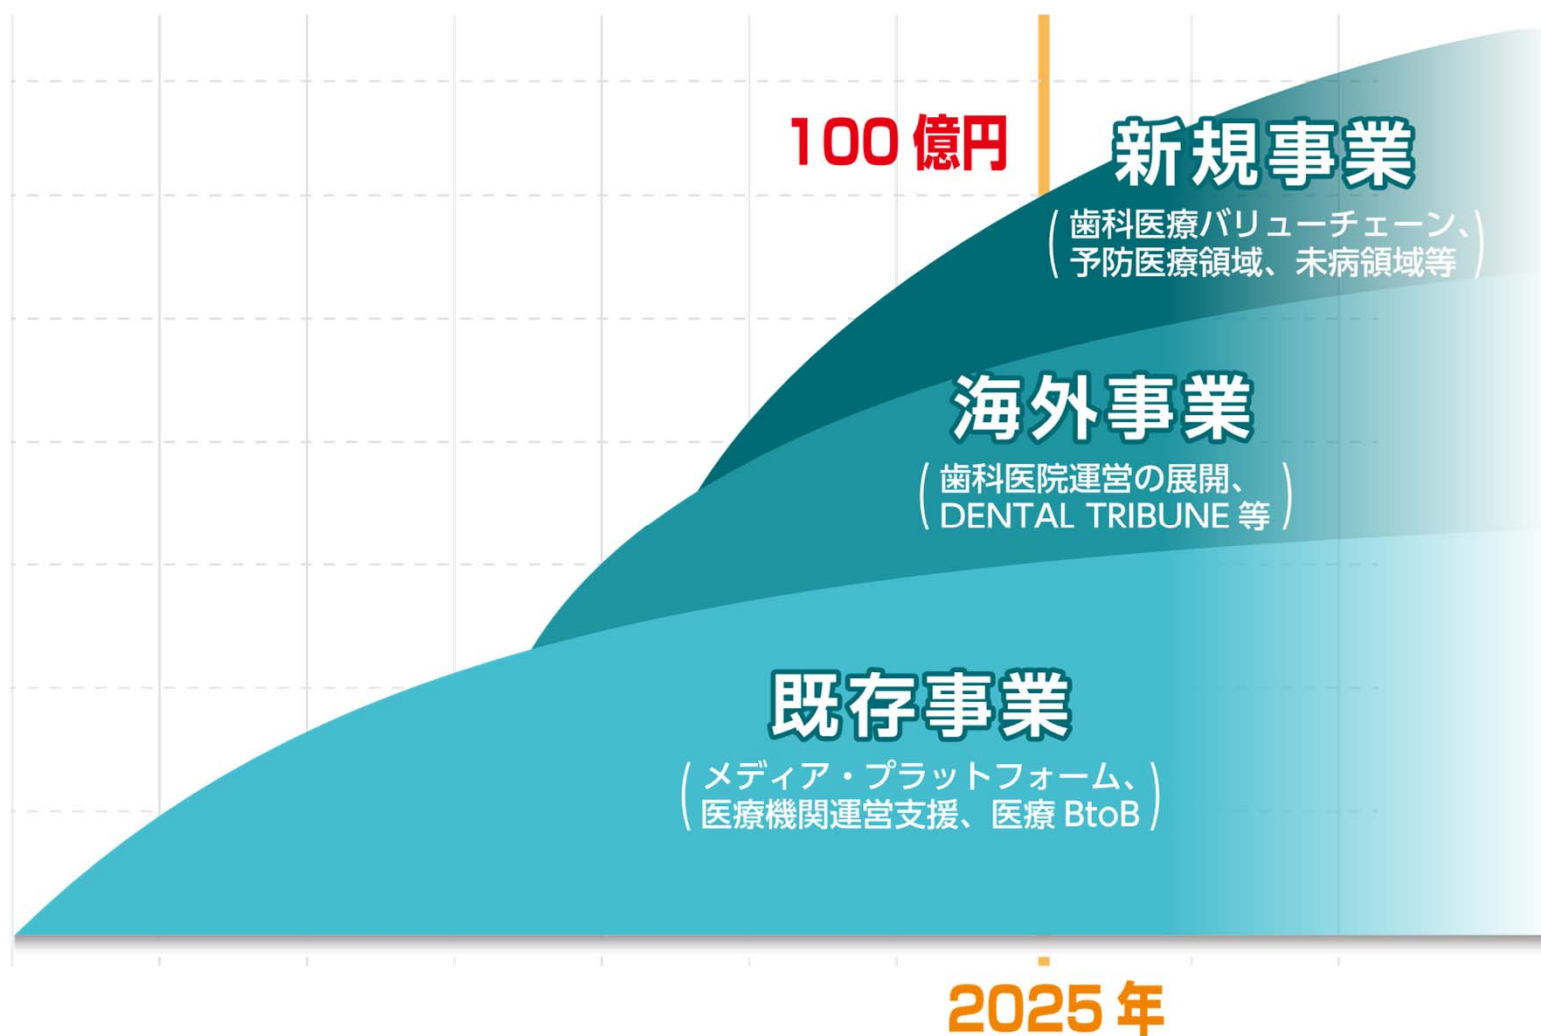 100億円
新規事業
(歯科医療バリューチェーン、
予防医療領域、未病領域等)
海外事業
(歯科医院運営の展開、
DENTAL TRIBUNE 等)
既存事業
(メディア・プラットフォーム、
医療機関運営支援、医療 BtoB)
2025年